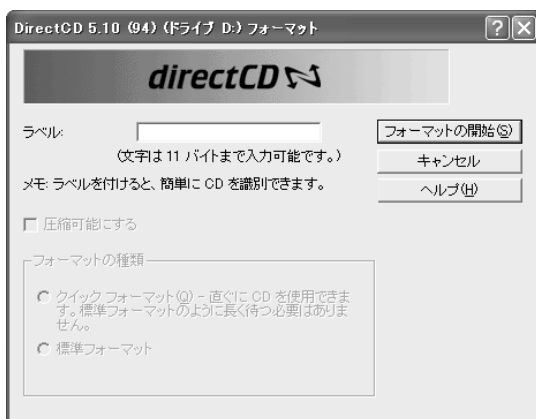 DirectCD 5.10 (94) (ドライブ D:) フォーマット
directCD
ラベル:
(文字は 11 バイトまで入力可能です。)
メモ: ラベルを付けると、簡単に CD を識別できます。
フォーマットの開始(S)
キャンセル
ヘルプ(H)
圧縮可能にする
フォーマットの種類
クイック フォーマット(Q) - 直ぐに CD を使用できま
す。標準フォーマットのように長く待つ必要はありま
せん。
標準フォーマット